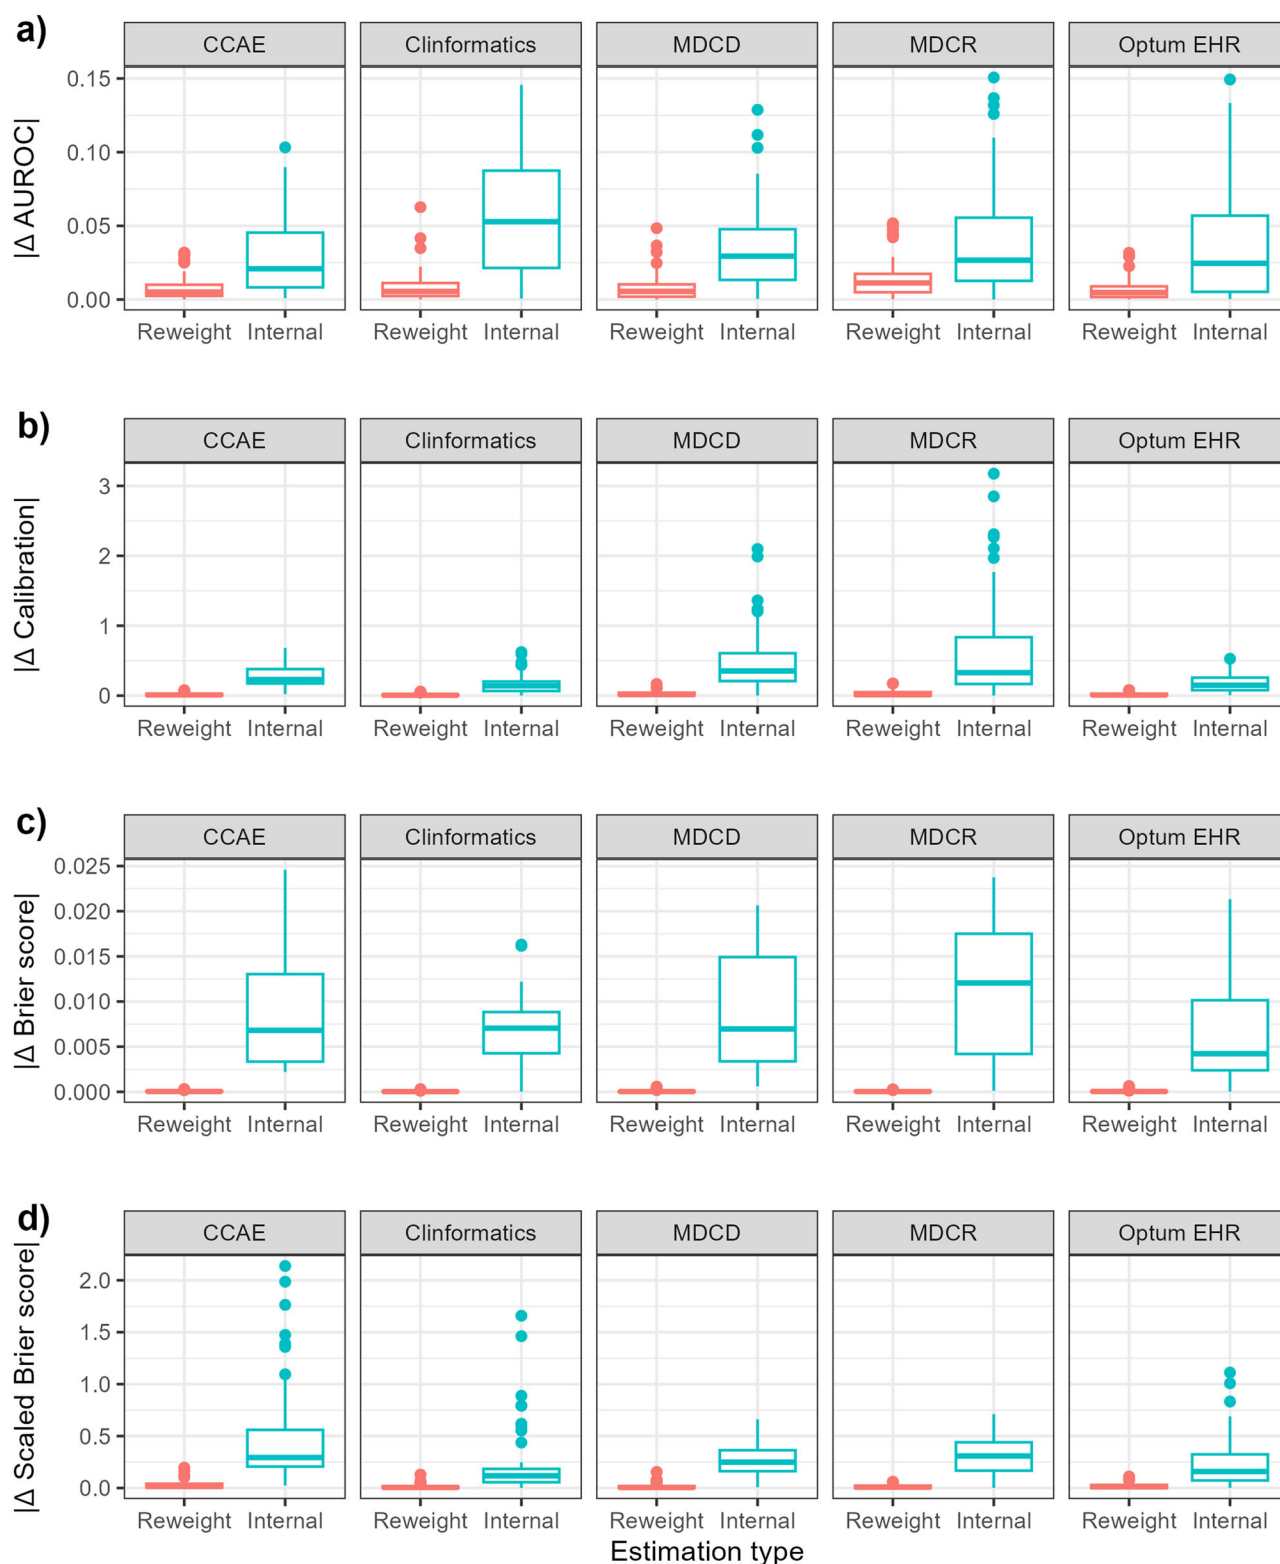 a)
CCAE Clinformatics MDCD MDCR Optum EHR
|Δ AUROC|
0.15
0.10
0.05
0.00
Reweight Internal Reweight Internal Reweight Internal Reweight Internal Reweight Internal
b)
CCAE Clinformatics MDCD MDCR Optum EHR
|Δ Calibration|
3
2
1
0
Reweight Internal Reweight Internal Reweight Internal Reweight Internal Reweight Internal
c)
CCAE Clinformatics MDCD MDCR Optum EHR
|Δ Brier score|
0.025
0.020
0.015
0.010
0.005
0.000
Reweight Internal Reweight Internal Reweight Internal Reweight Internal Reweight Internal
d)
CCAE Clinformatics MDCD MDCR Optum EHR
|Δ Scaled Brier score|
2.0
1.5
1.0
0.5
0.0
Reweight Internal Reweight Internal Reweight Internal Reweight Internal Reweight Internal
Estimation type